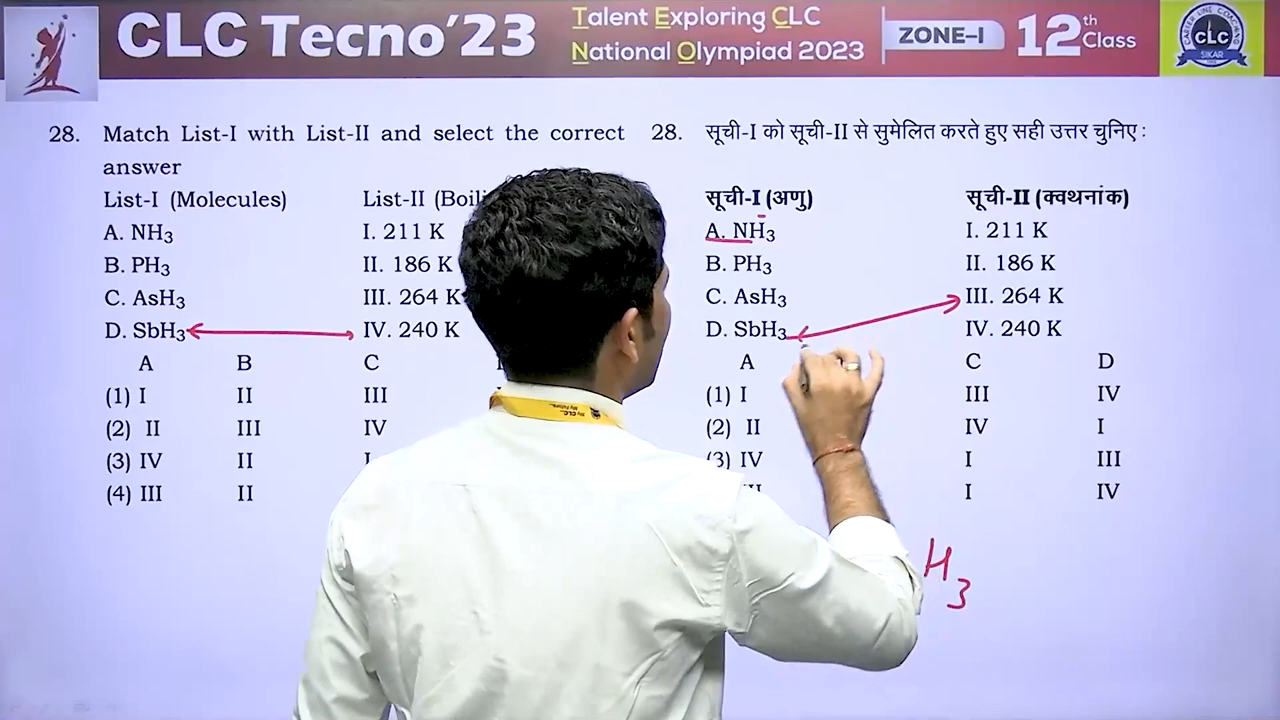 CLC Tecno'23
Talent Exploring CLC
National Olympiad 2023
ZONE–I
12th Class
CLC
SIKAR
28. Match List-I with List-II and select the correct
answer
List-I (Molecules) List-II (Boili
A. NH3 I. 211 K
B. PH3 II. 186 K
C. AsH3 III. 264 K
D. SbH3 IV. 240 K
A B C
(1) I II III
(2) II III IV
(3) IV II I
(4) III II
28. सूची-I को सूची-II से सुमेलित करते हुए सही उत्तर चुनिए :
सूची-I (अणु) सूची-II (क्वथनांक)
A. NH3 I. 211 K
B. PH3 II. 186 K
C. AsH3 III. 264 K
D. SbH3 IV. 240 K
A C D
(1) I III IV
(2) II IV I
(3) IV I III
I IV
H3